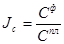 J_c = C^ф / C^пл